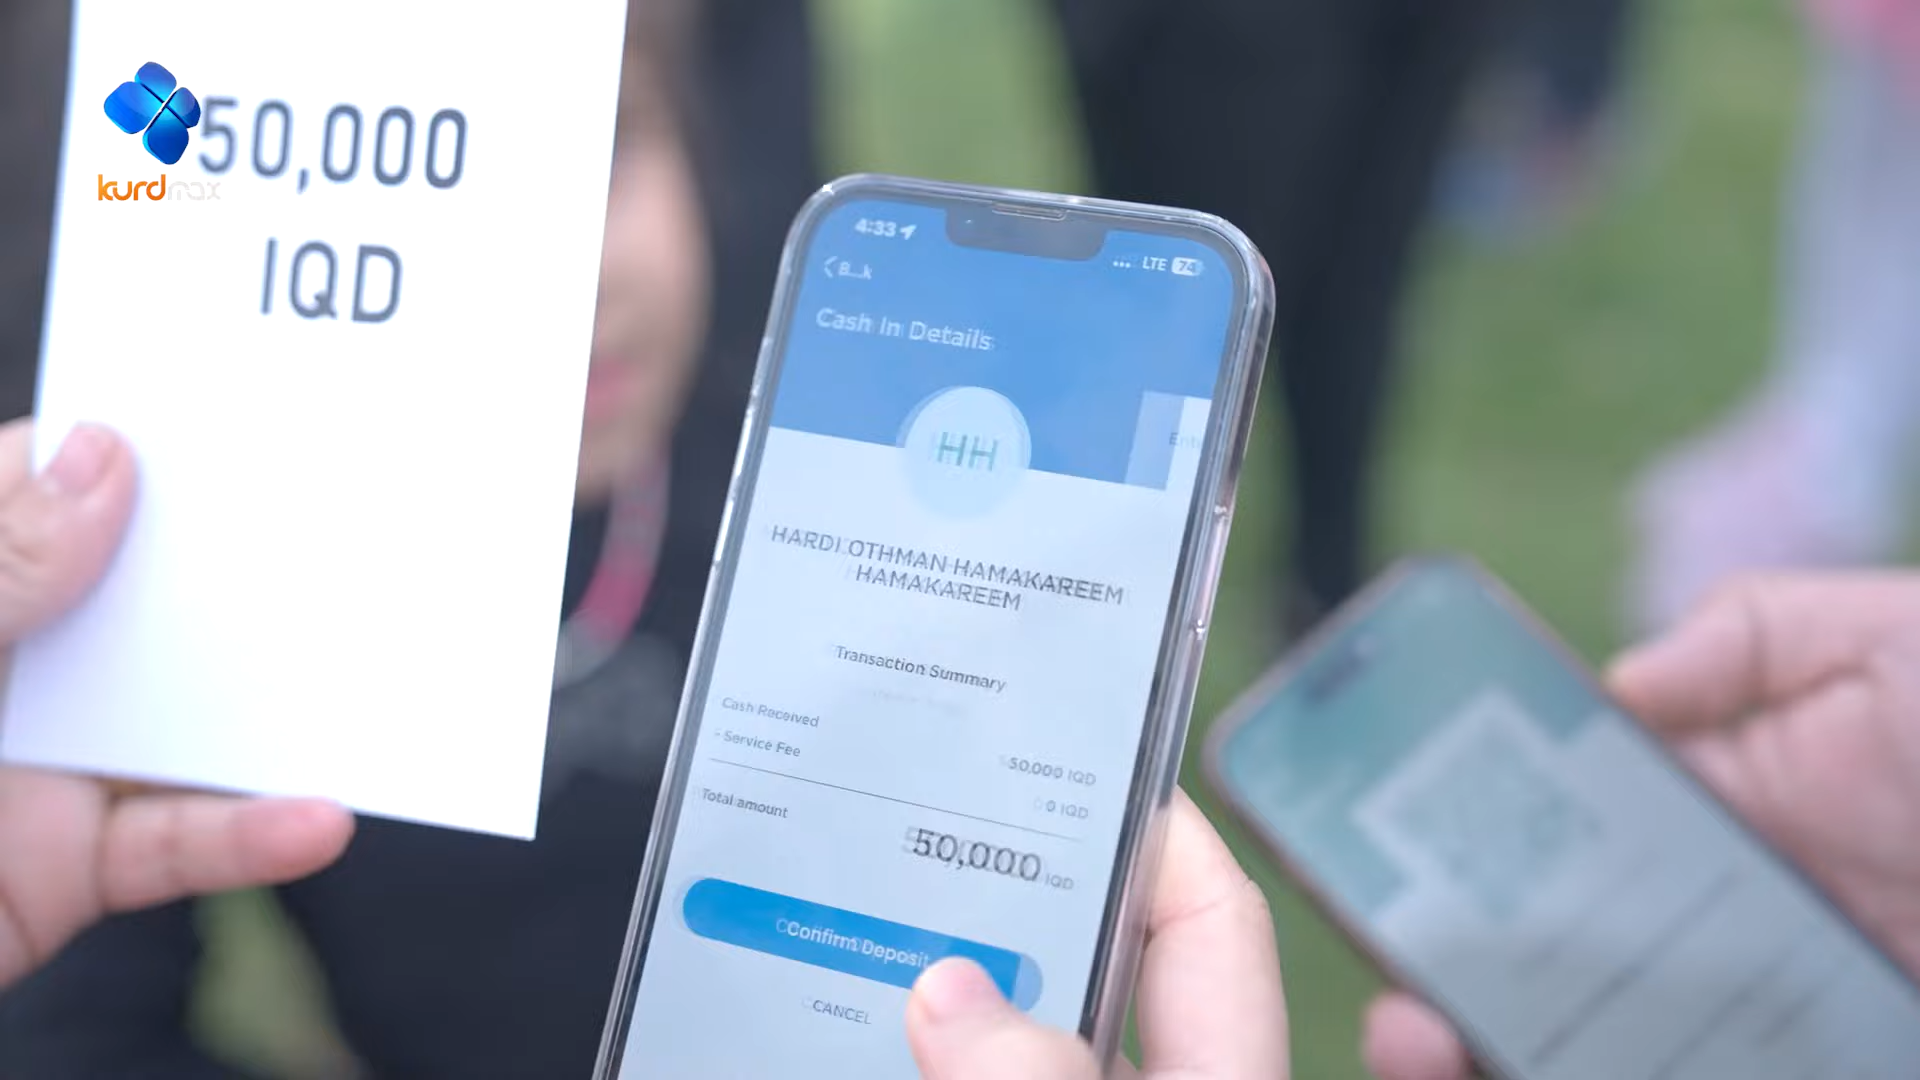 50,000
IQD
kurdmax
4:33
LTE 74
Cash In Details
HH
HARDI OTHMAN HAMAKAREEM
HAMAKAREEM
Transaction Summary
Cash Received
50,000 IQD
- Service Fee
0 IQD
Total amount
50,000 IQD
Confirm Deposit
CANCEL